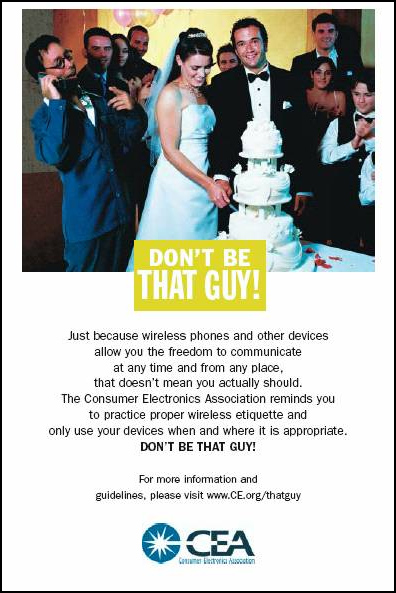 DON'T BE
THAT GUY!
Just because wireless phones and other devices
allow you the freedom to communicate
at any time and from any place,
that doesn't mean you actually should.
The Consumer Electronics Association reminds you
to practice proper wireless etiquette and
only use your devices when and where it is appropriate.
DON'T BE THAT GUY!
For more information and
guidelines, please visit www.CE.org/thatguy
CEA
Consumer Electronics Association